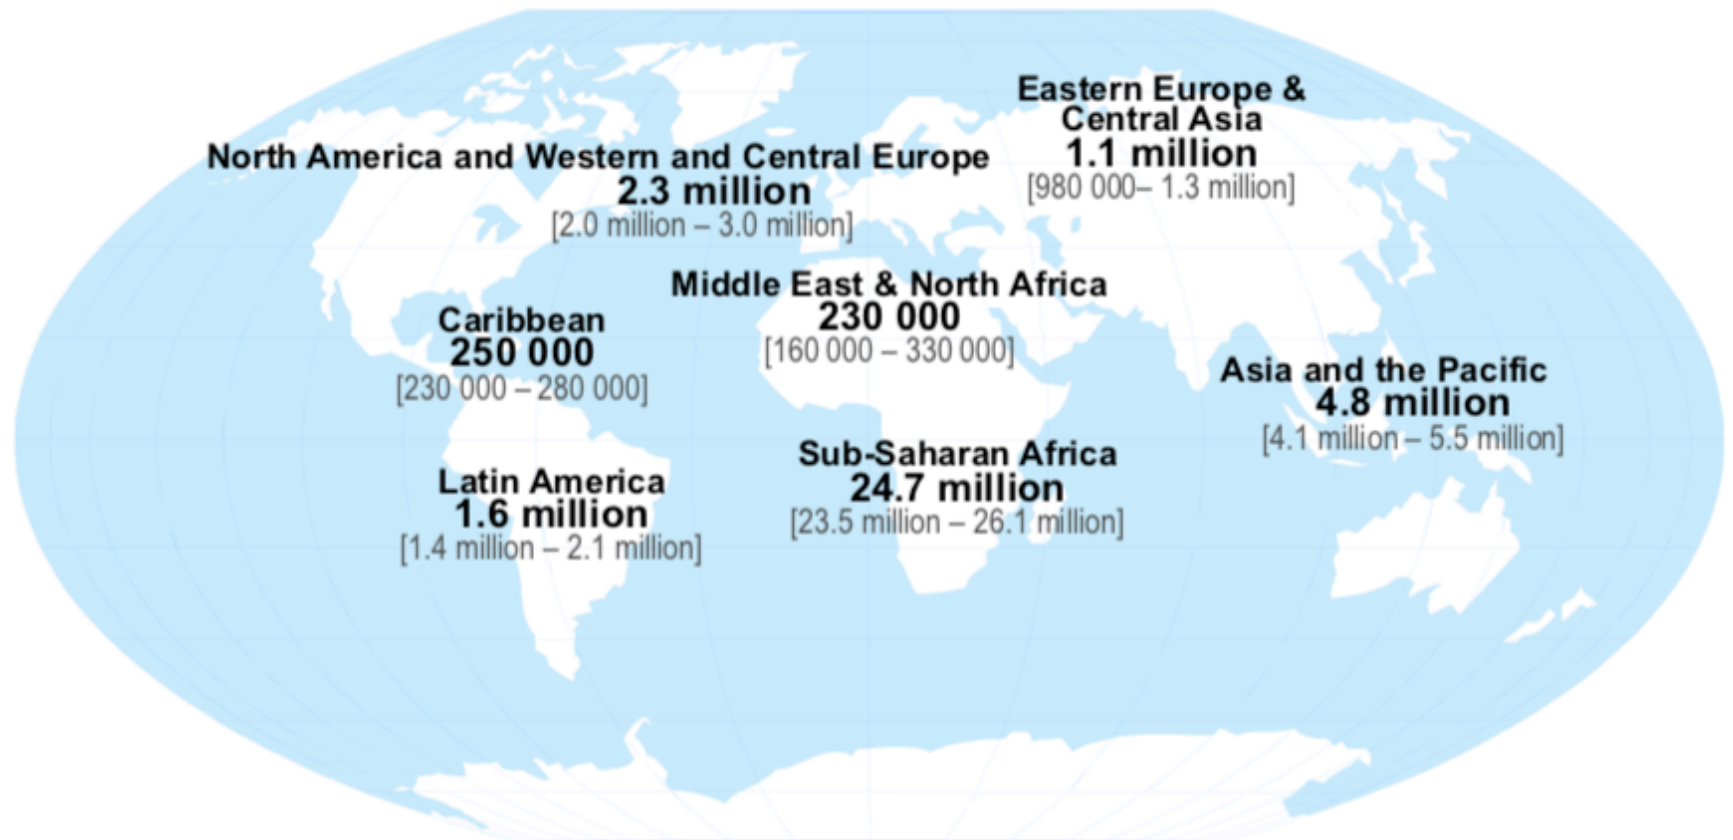 Eastern Europe &
Central Asia
1.1 million
[980 000– 1.3 million]
North America and Western and Central Europe
2.3 million
[2.0 million – 3.0 million]
Middle East & North Africa
230 000
[160 000 – 330 000]
Caribbean
250 000
[230 000 – 280 000]
Asia and the Pacific
4.8 million
[4.1 million – 5.5 million]
Sub-Saharan Africa
24.7 million
[23.5 million – 26.1 million]
Latin America
1.6 million
[1.4 million – 2.1 million]